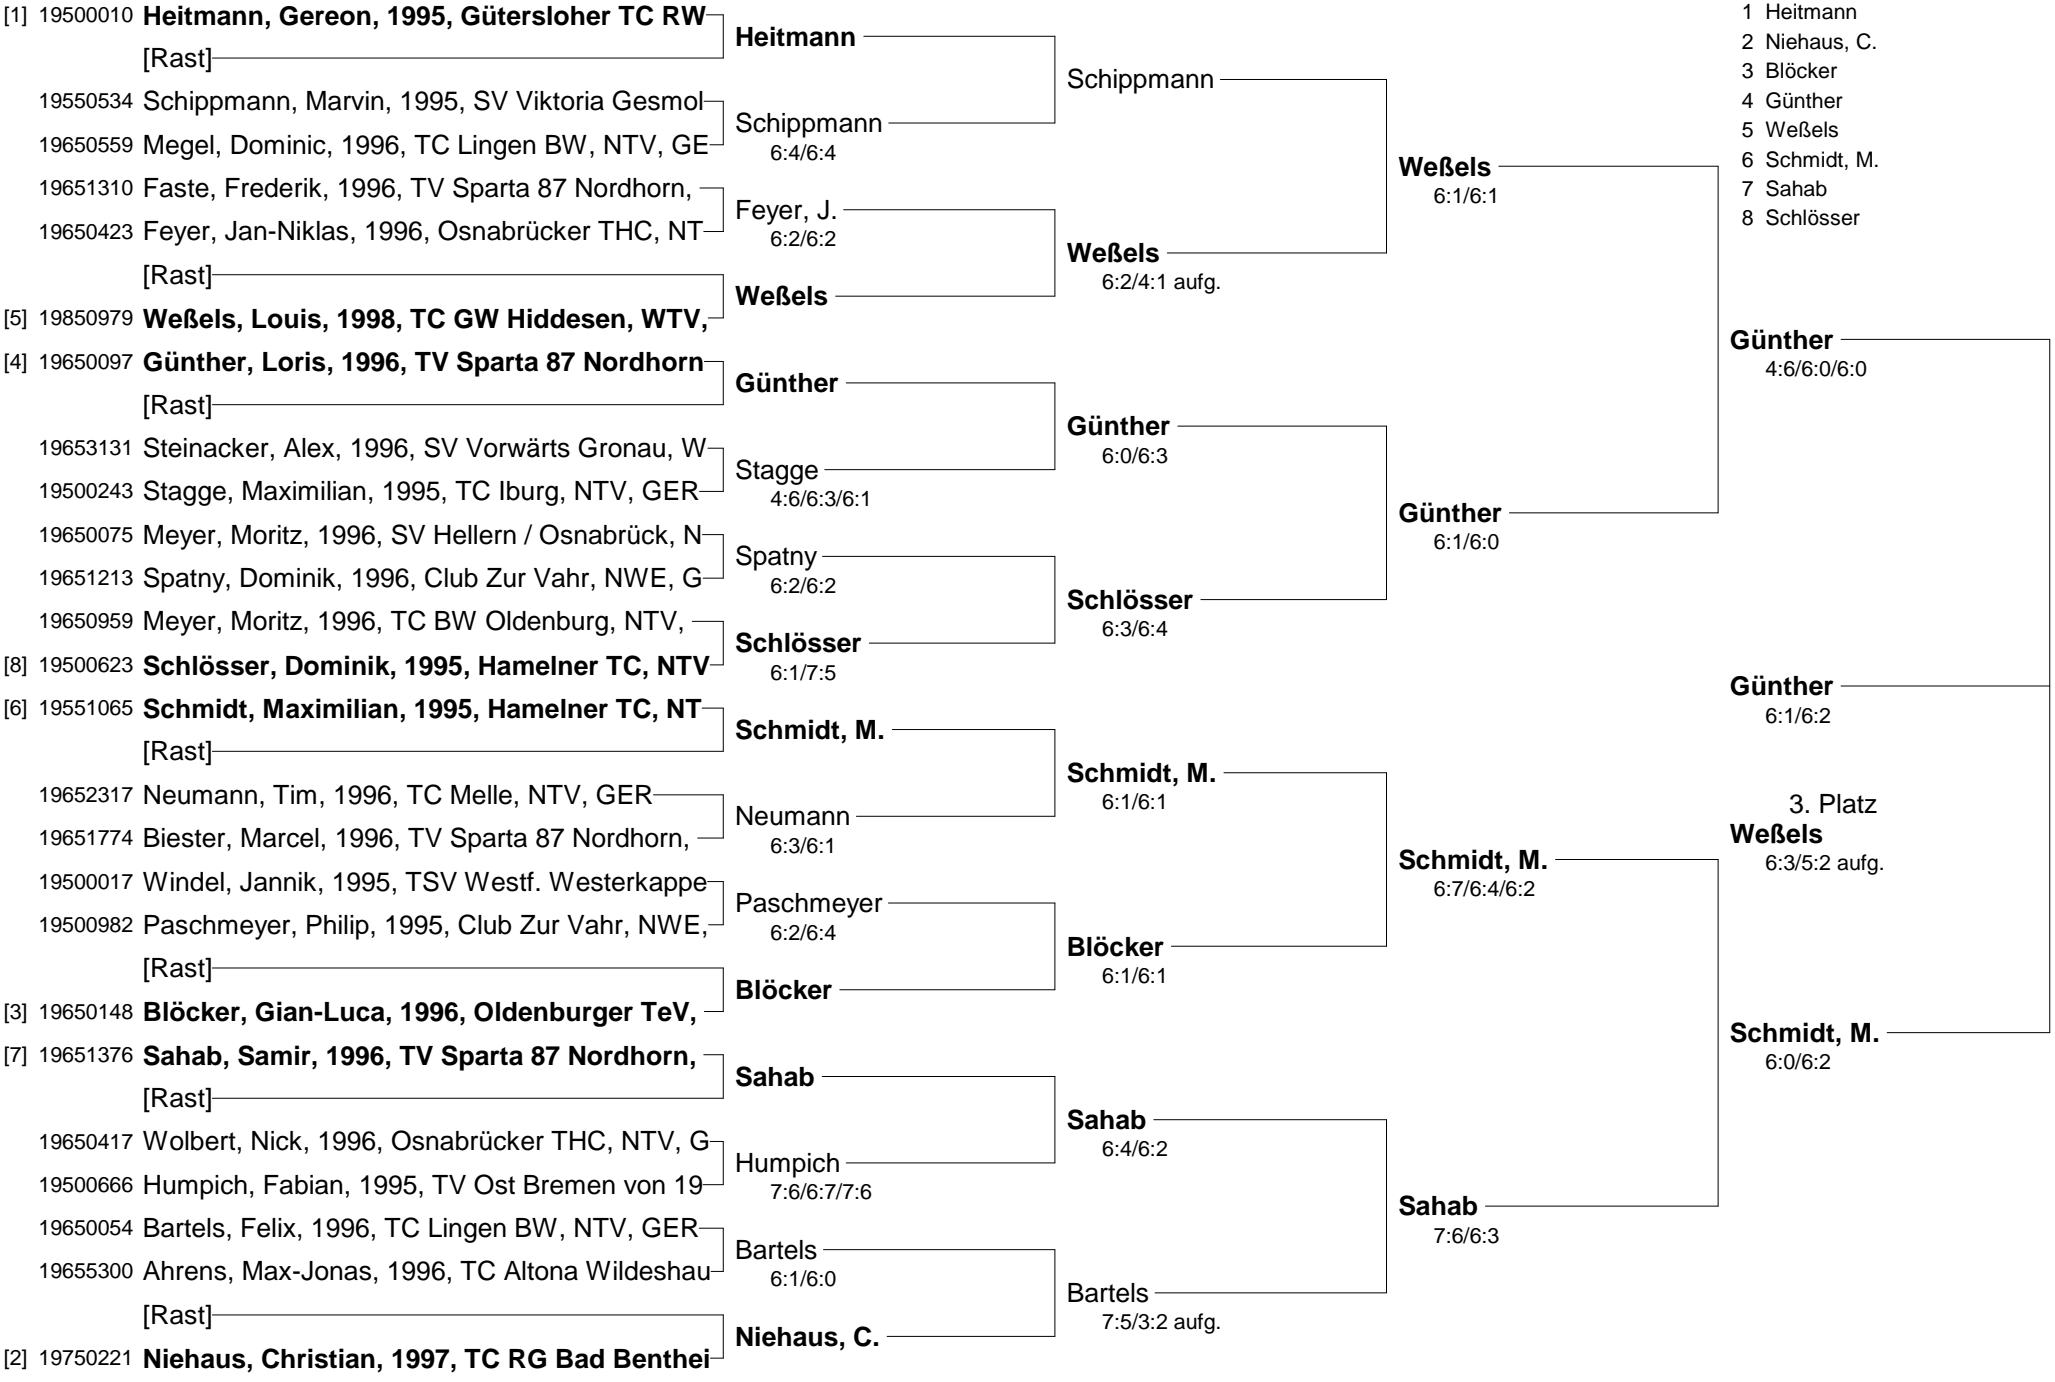 [1] 19500010 Heitmann, Gereon, 1995, Gütersloher TC RW
[Rast]
19550534 Schippmann, Marvin, 1995, SV Viktoria Gesmol
19650559 Megel, Dominic, 1996, TC Lingen BW, NTV, GE
19651310 Faste, Frederik, 1996, TV Sparta 87 Nordhorn,
19650423 Feyer, Jan-Niklas, 1996, Osnabrücker THC, NT
[Rast]
[5] 19850979 Weßels, Louis, 1998, TC GW Hiddesen, WTV,
[4] 19650097 Günther, Loris, 1996, TV Sparta 87 Nordhorn
[Rast]
19653131 Steinacker, Alex, 1996, SV Vorwärts Gronau, W
19500243 Stagge, Maximilian, 1995, TC Iburg, NTV, GER
19650075 Meyer, Moritz, 1996, SV Hellern / Osnabrück, N
19651213 Spatny, Dominik, 1996, Club Zur Vahr, NWE, G
19650959 Meyer, Moritz, 1996, TC BW Oldenburg, NTV,
[8] 19500623 Schlösser, Dominik, 1995, Hamelner TC, NTV
[6] 19551065 Schmidt, Maximilian, 1995, Hamelner TC, NT
[Rast]
19652317 Neumann, Tim, 1996, TC Melle, NTV, GER
19651774 Biester, Marcel, 1996, TV Sparta 87 Nordhorn,
19500017 Windel, Jannik, 1995, TSV Westf. Westerkappe
19500982 Paschmeyer, Philip, 1995, Club Zur Vahr, NWE,
[Rast]
[3] 19650148 Blöcker, Gian-Luca, 1996, Oldenburger TeV,
[7] 19651376 Sahab, Samir, 1996, TV Sparta 87 Nordhorn,
[Rast]
19650417 Wolbert, Nick, 1996, Osnabrücker THC, NTV, G
19500666 Humpich, Fabian, 1995, TV Ost Bremen von 19
19650054 Bartels, Felix, 1996, TC Lingen BW, NTV, GER
19655300 Ahrens, Max-Jonas, 1996, TC Altona Wildeshau
[Rast]
[2] 19750221 Niehaus, Christian, 1997, TC RG Bad Benthei
Heitmann
Schippmann
6:4/6:4
Feyer, J.
6:2/6:2
Weßels
Günther
Stagge
4:6/6:3/6:1
Spatny
6:2/6:2
Schlösser
6:1/7:5
Schmidt, M.
Neumann
6:3/6:1
Paschmeyer
6:2/6:4
Blöcker
Sahab
Humpich
7:6/6:7/7:6
Bartels
6:1/6:0
Niehaus, C.
Schippmann
Weßels
6:2/4:1 aufg.
Günther
6:0/6:3
Schlösser
6:3/6:4
Schmidt, M.
6:1/6:1
Blöcker
6:1/6:1
Sahab
6:4/6:2
Bartels
7:5/3:2 aufg.
Weßels
6:1/6:1
Günther
6:1/6:0
Schmidt, M.
6:7/6:4/6:2
Sahab
7:6/6:3
1 Heitmann
2 Niehaus, C.
3 Blöcker
4 Günther
5 Weßels
6 Schmidt, M.
7 Sahab
8 Schlösser
Günther
4:6/6:0/6:0
Günther
6:1/6:2
3. Platz
Weßels
6:3/5:2 aufg.
Schmidt, M.
6:0/6:2